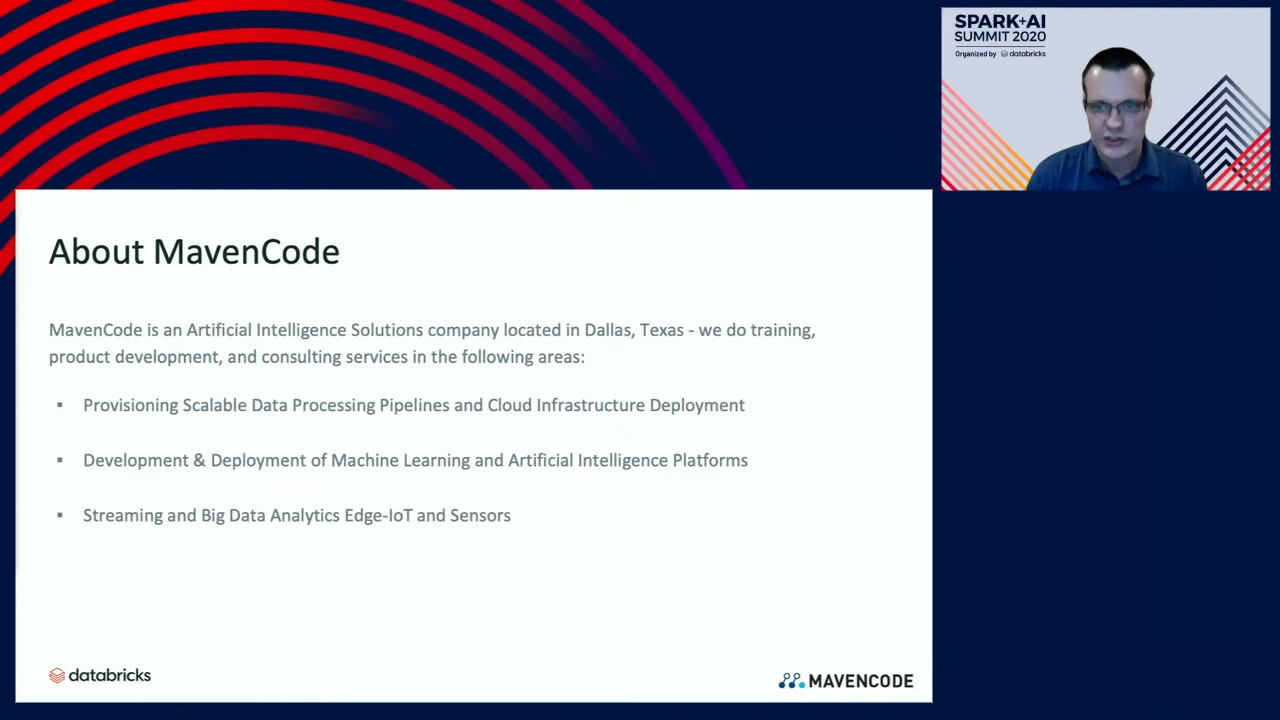 SPARK+AI
SUMMIT 2020
Organized by databricks
About MavenCode
MavenCode is an Artificial Intelligence Solutions company located in Dallas, Texas - we do training,
product development, and consulting services in the following areas:
▪ Provisioning Scalable Data Processing Pipelines and Cloud Infrastructure Deployment
▪ Development & Deployment of Machine Learning and Artificial Intelligence Platforms
▪ Streaming and Big Data Analytics Edge-IoT and Sensors
databricks
MAVENCODE